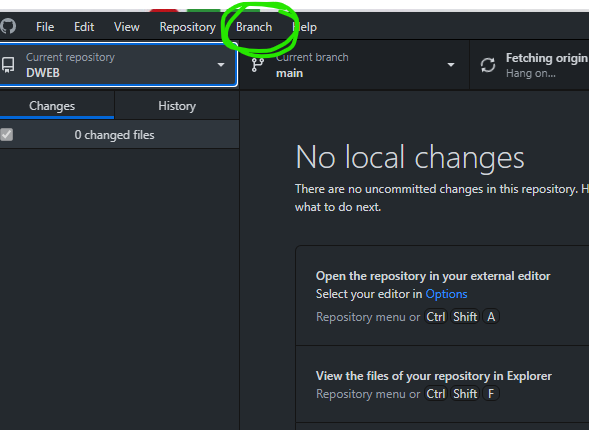 File Edit View Repository Branch Help
Current repository
DWEB
Current branch
main
Fetching origin
Hang on...
Changes History
0 changed files
No local changes
There are no uncommitted changes in this repository. H
what to do next.
Open the repository in your external editor
Select your editor in Options
Repository menu or Ctrl Shift A
View the files of your repository in Explorer
Repository menu or Ctrl Shift F